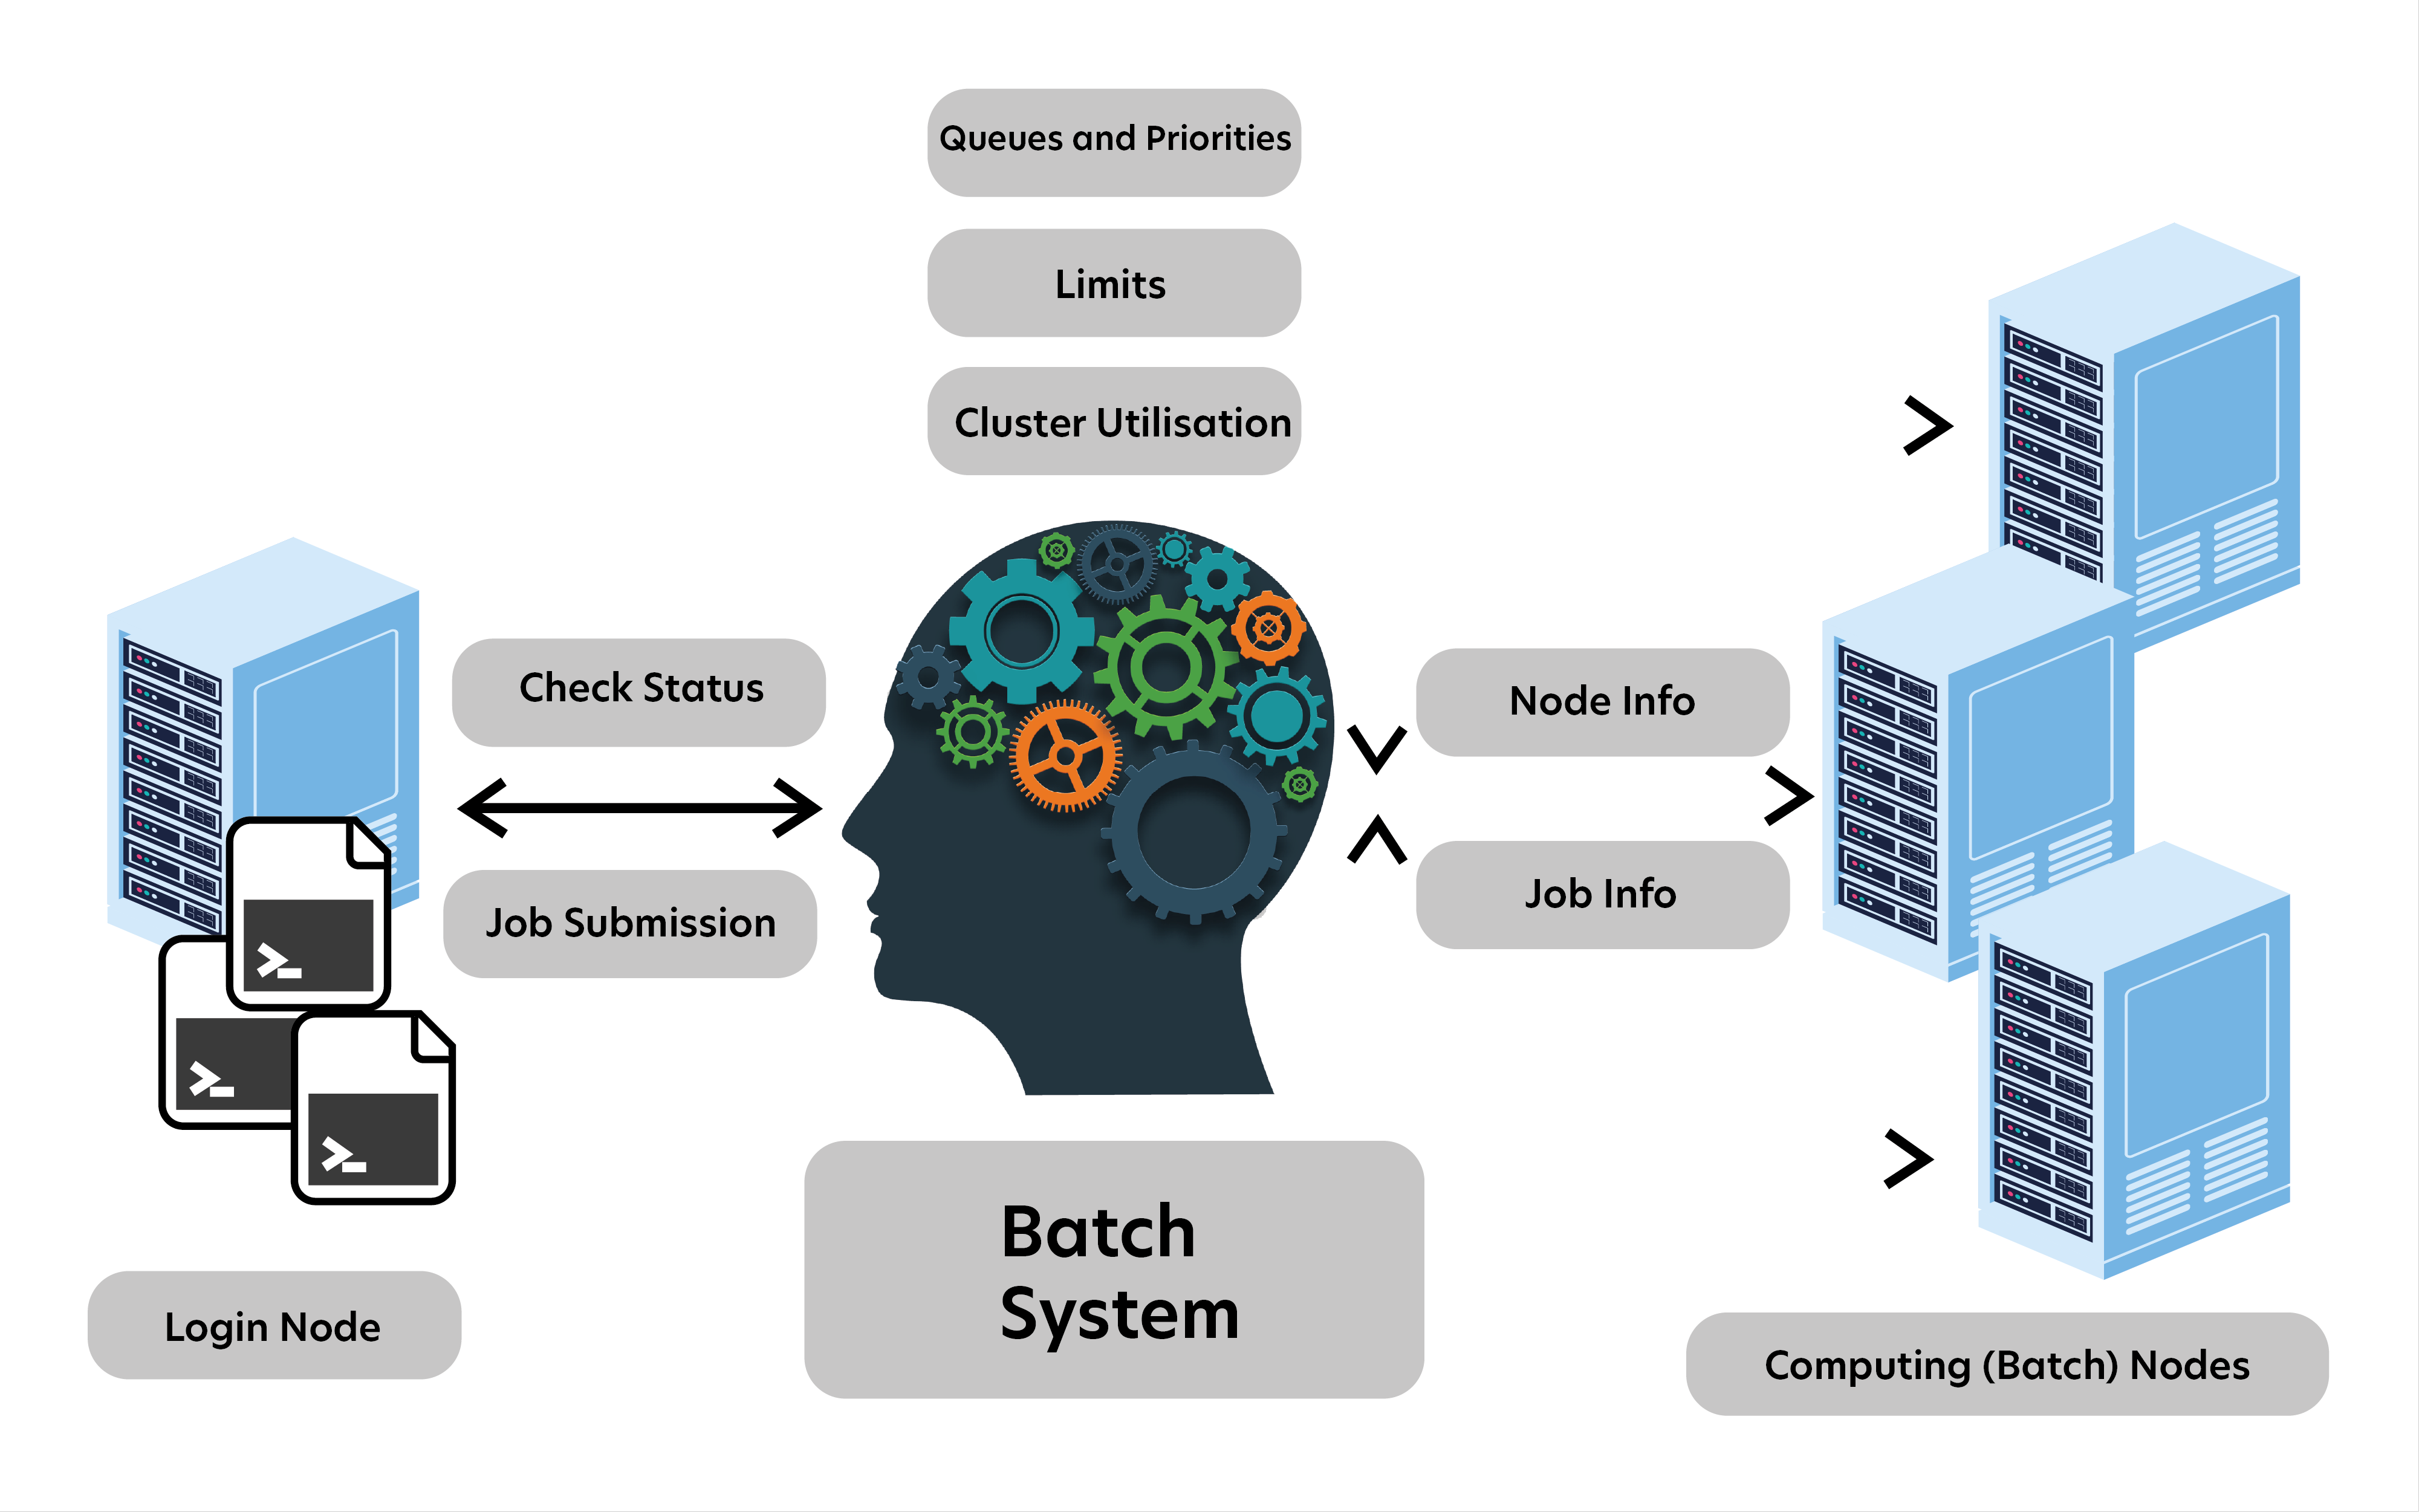 Queues and Priorities
Limits
Cluster Utilisation
Check Status
Job Submission
Node Info
Job Info
>_
>_
>_
Batch
System
Login Node
Computing (Batch) Nodes